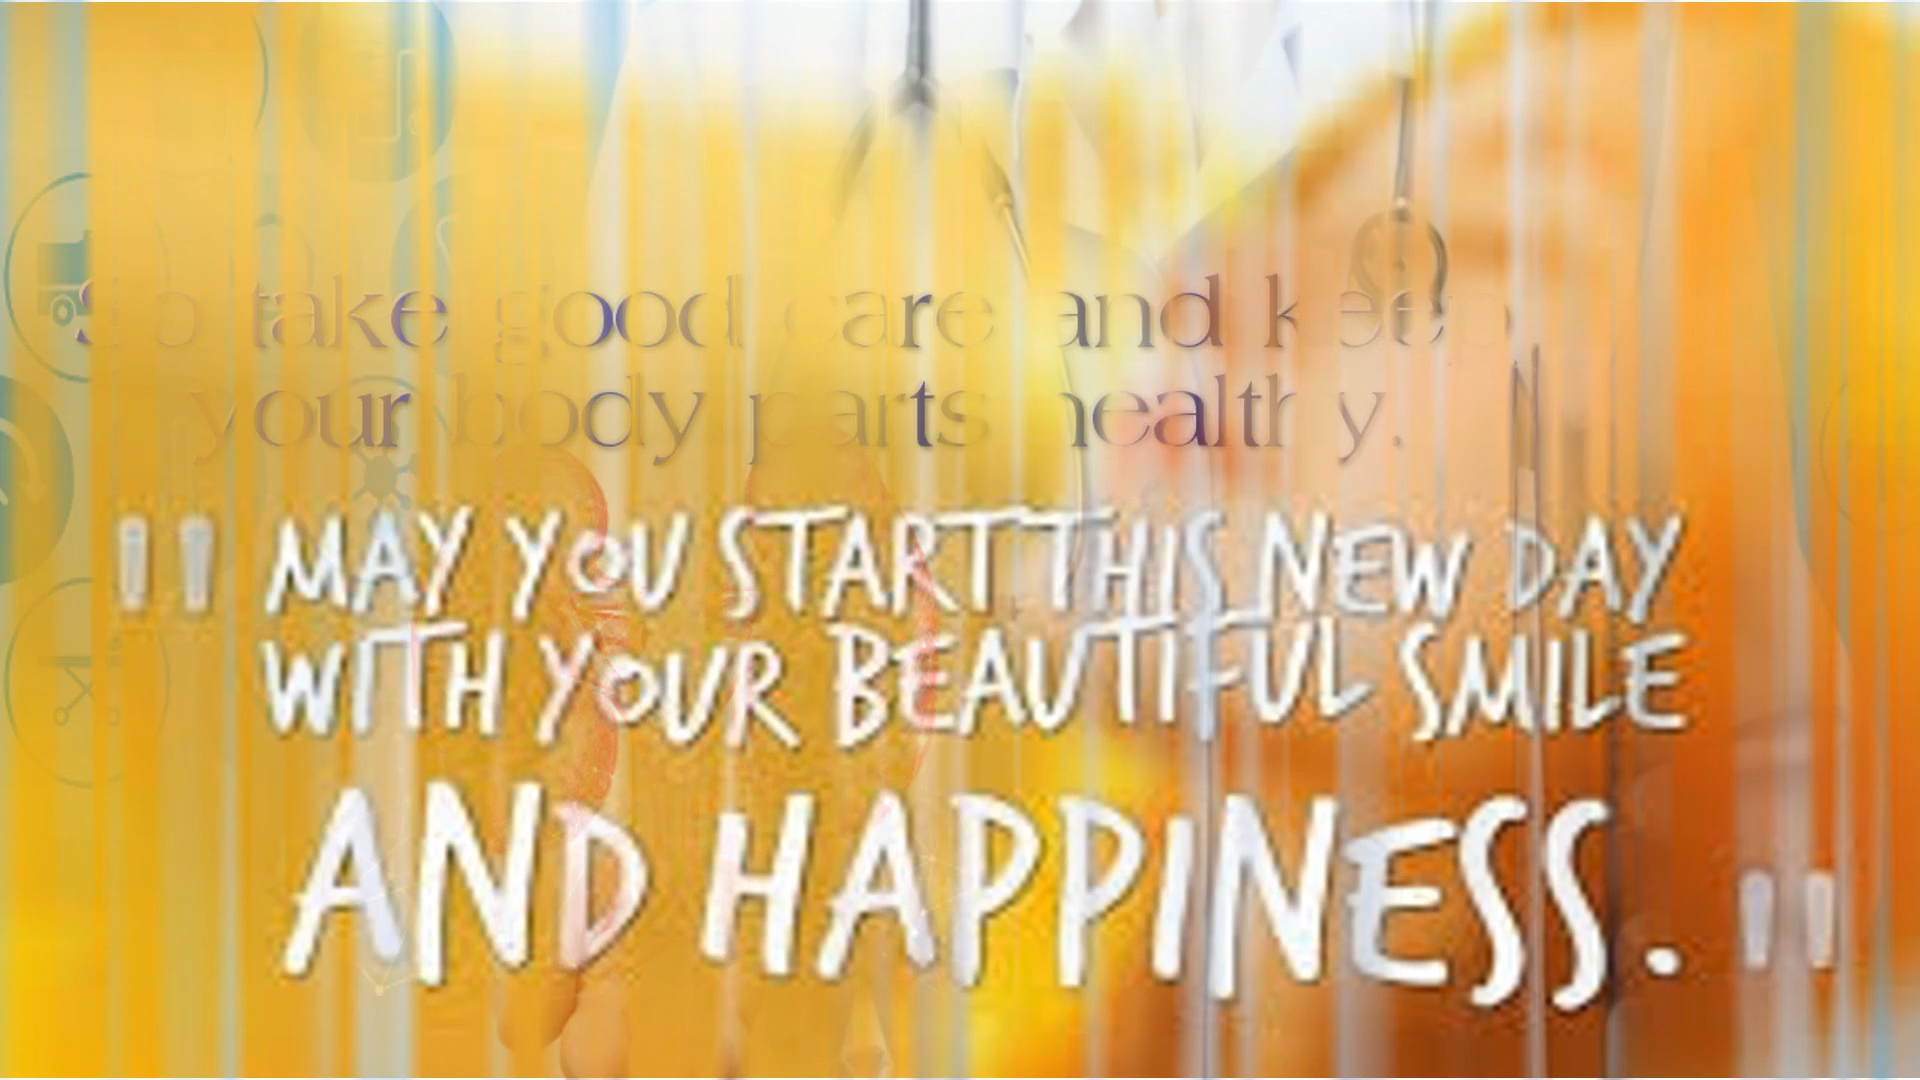 So take good care and keep
your body parts healthy.
" MAY YOU START THIS NEW DAY
WITH YOUR BEAUTIFUL SMILE
AND HAPPINESS. "